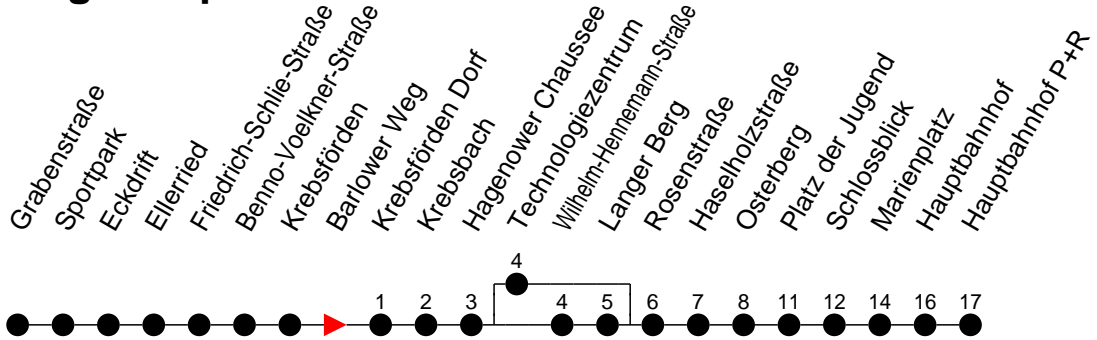 Grabenstraße
Sportpark
Eckdrift
Ellerried
Friedrich-Schlie-Straße
Benno-Voelkner-Straße
Krebsförden
Barlower Weg
Krebsförden Dorf
Krebsbach
Hagenower Chaussee
Technologiezentrum
Wilhelm-Hennemann-Straße
Langer Berg
Rosenstraße
Haselholzstraße
Osterberg
Platz der Jugend
Schlossblick
Marienplatz
Hauptbahnhof
Hauptbahnhof P+R
4
1 2 3 4 5 6 7 8 11 12 14 16 17